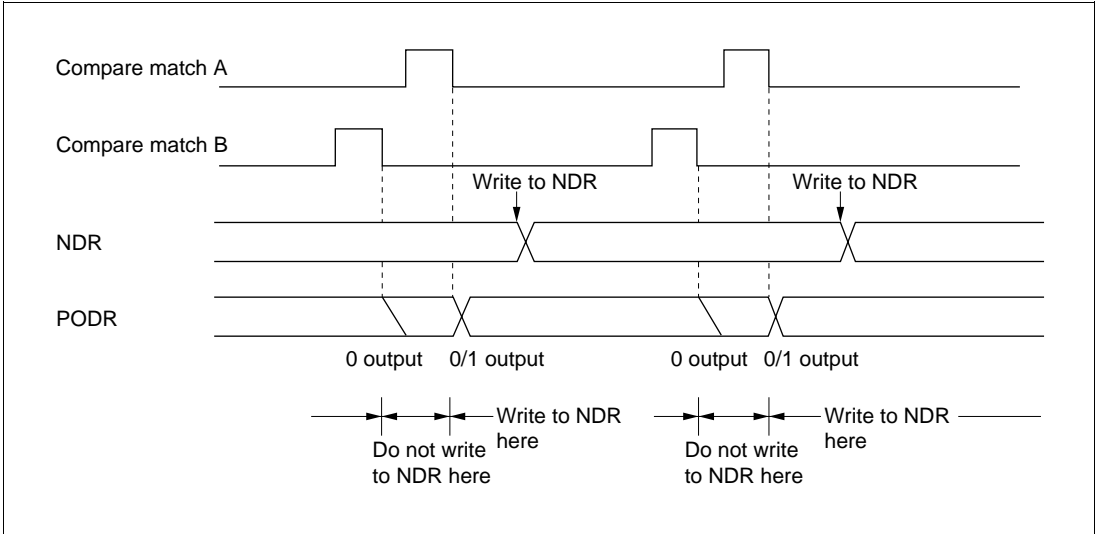 Compare match A
Compare match B
Write to NDR
Write to NDR
NDR
PODR
0 output
0/1 output
0 output
0/1 output
Write to NDR
here
Do not write
to NDR here
Write to NDR
here
Do not write
to NDR here